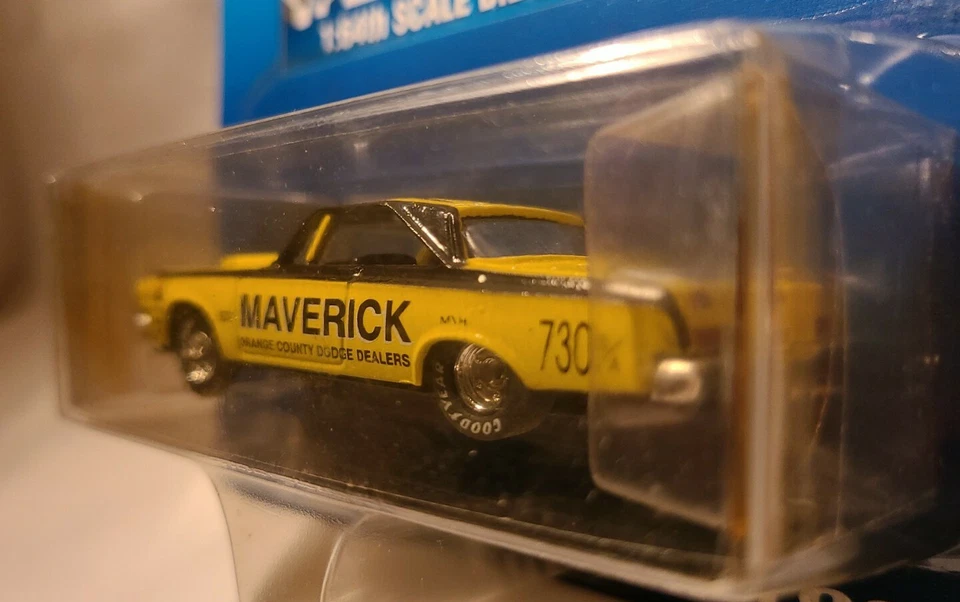 1:64th SCALE
MAVERICK
ORANGE COUNTY DODGE DEALERS
730
GOODYEAR